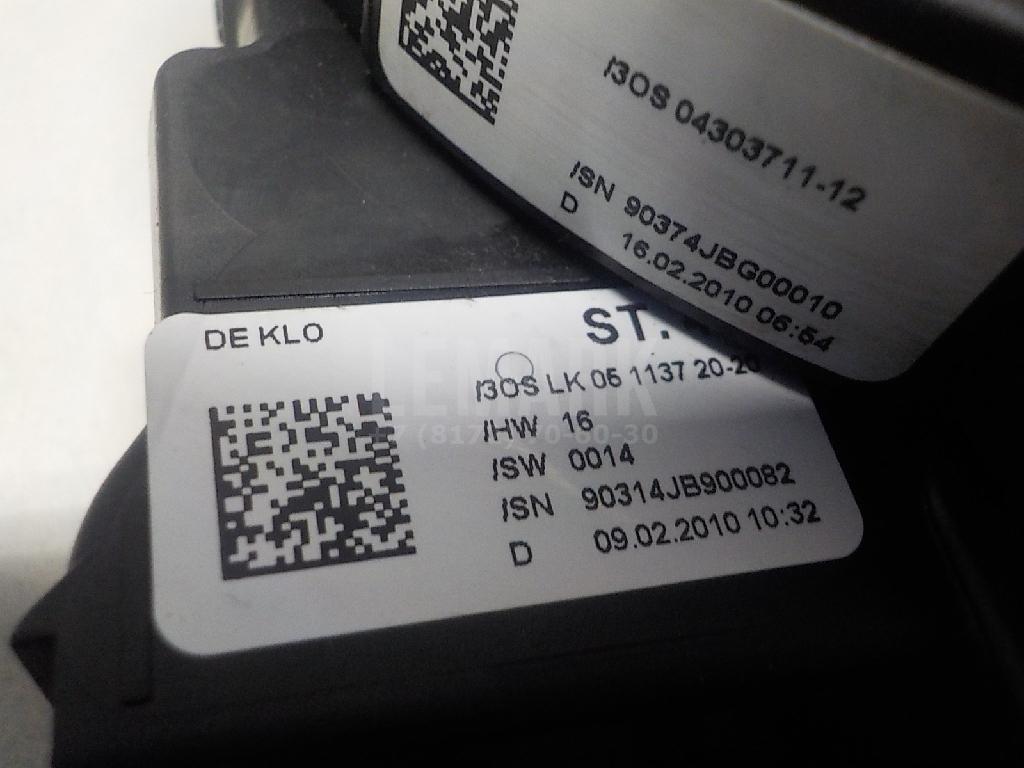 /3OS 04303711-12
/SN 90374JBG00010
D 16.02.2010 06:54
DE KLO
ST.
/3OS LK 05 1137 20-20
/HW 16
/SW 0014
/SN 90314JB900082
D 09.02.2010 10:32